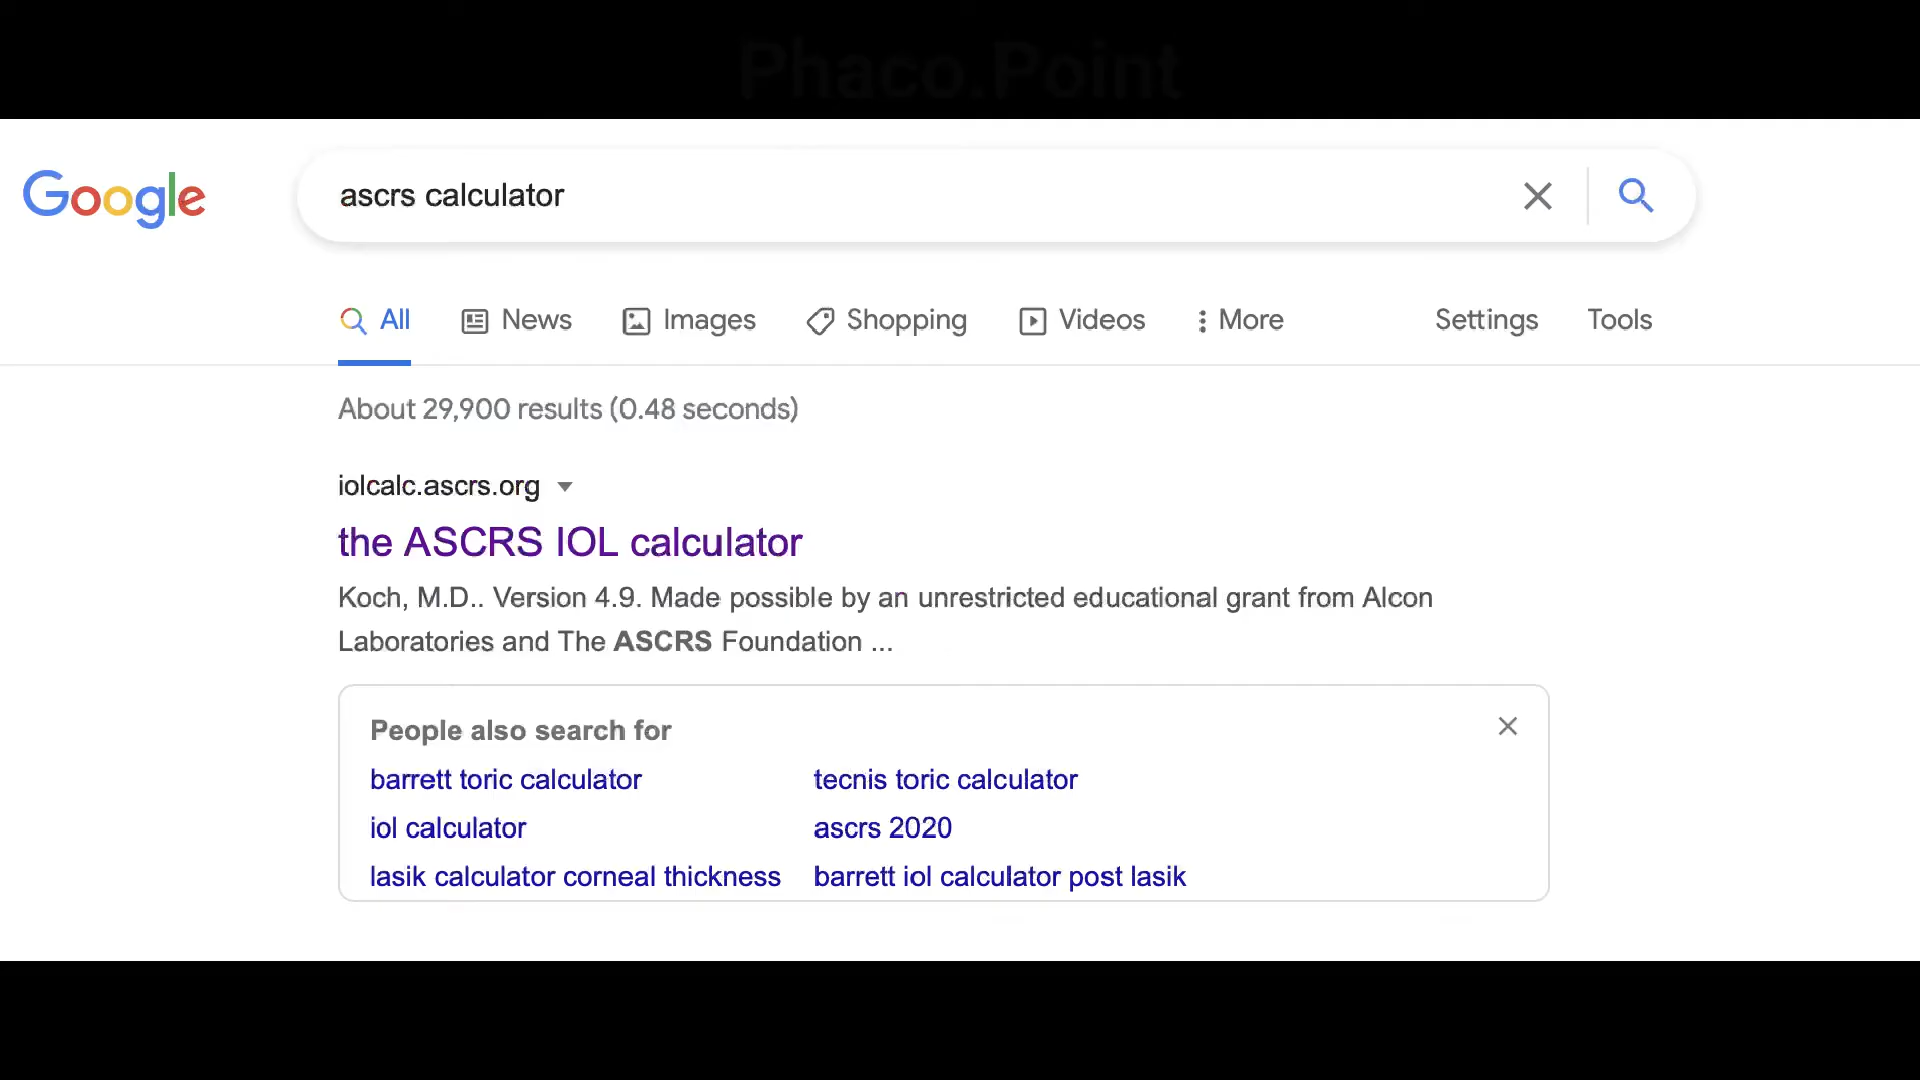 Phaco.Point
Google
ascrs calculator
All News Images Shopping Videos More Settings Tools
About 29,900 results (0.48 seconds)
iolcalc.ascrs.org
the ASCRS IOL calculator
Koch, M.D.. Version 4.9. Made possible by an unrestricted educational grant from Alcon
Laboratories and The ASCRS Foundation ...
People also search for
barrett toric calculator tecnis toric calculator
iol calculator ascrs 2020
lasik calculator corneal thickness barrett iol calculator post lasik